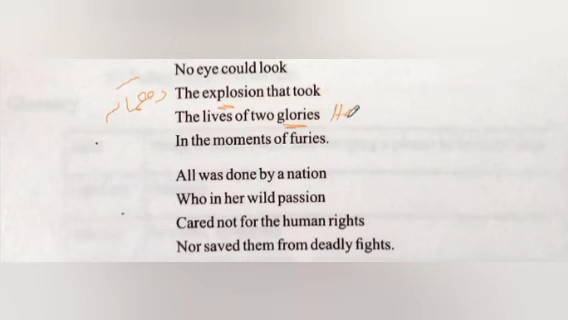 No eye could look
دھماکہ The explosion that took
The lives of two glories
In the moments of furies.
All was done by a nation
Who in her wild passion
Cared not for the human rights
Nor saved them from deadly fights.